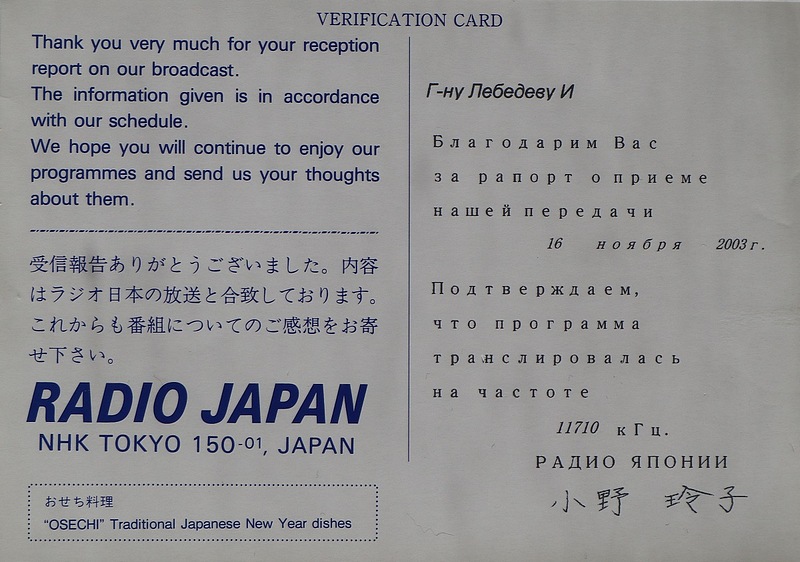 VERIFICATION CARD
Thank you very much for your reception
report on our broadcast.
The information given is in accordance
with our schedule.
We hope you will continue to enjoy our
programmes and send us your thoughts
about them.
受信報告ありがとうございました。内容
はラジオ日本の放送と合致しております。
これからも番組についてのご感想をお寄
せ下さい。
RADIO JAPAN
NHK TOKYO 150-01, JAPAN
おせち料理
“OSECHI” Traditional Japanese New Year dishes
Г-ну Лебедеву И
Благодарим Вас
за рапорт о приеме
нашей передачи
16 ноября 2003г.
Подтверждаем,
что программа
транслировалась
на частоте
11710 кГц.
РАДИО ЯПОНИИ
小野 玲子